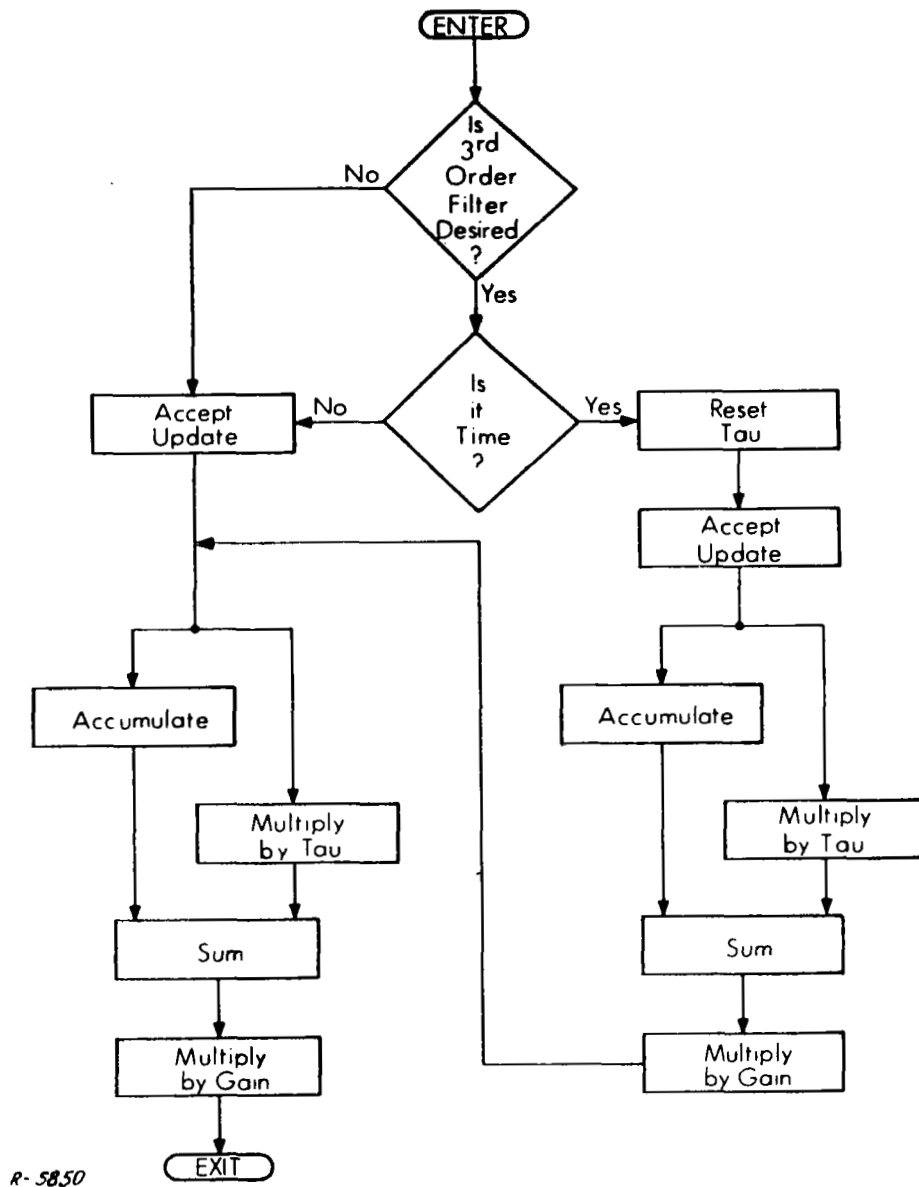 ENTER
Is
3rd
Order
Filter
Desired
?
No
Yes
Is
it
Time
?
No
Yes
Accept
Update
Reset
Tau
Accept
Update
Accumulate
Multiply
by Tau
Sum
Multiply
by Gain
EXIT
Accumulate
Multiply
by Tau
Sum
Multiply
by Gain
R-5850